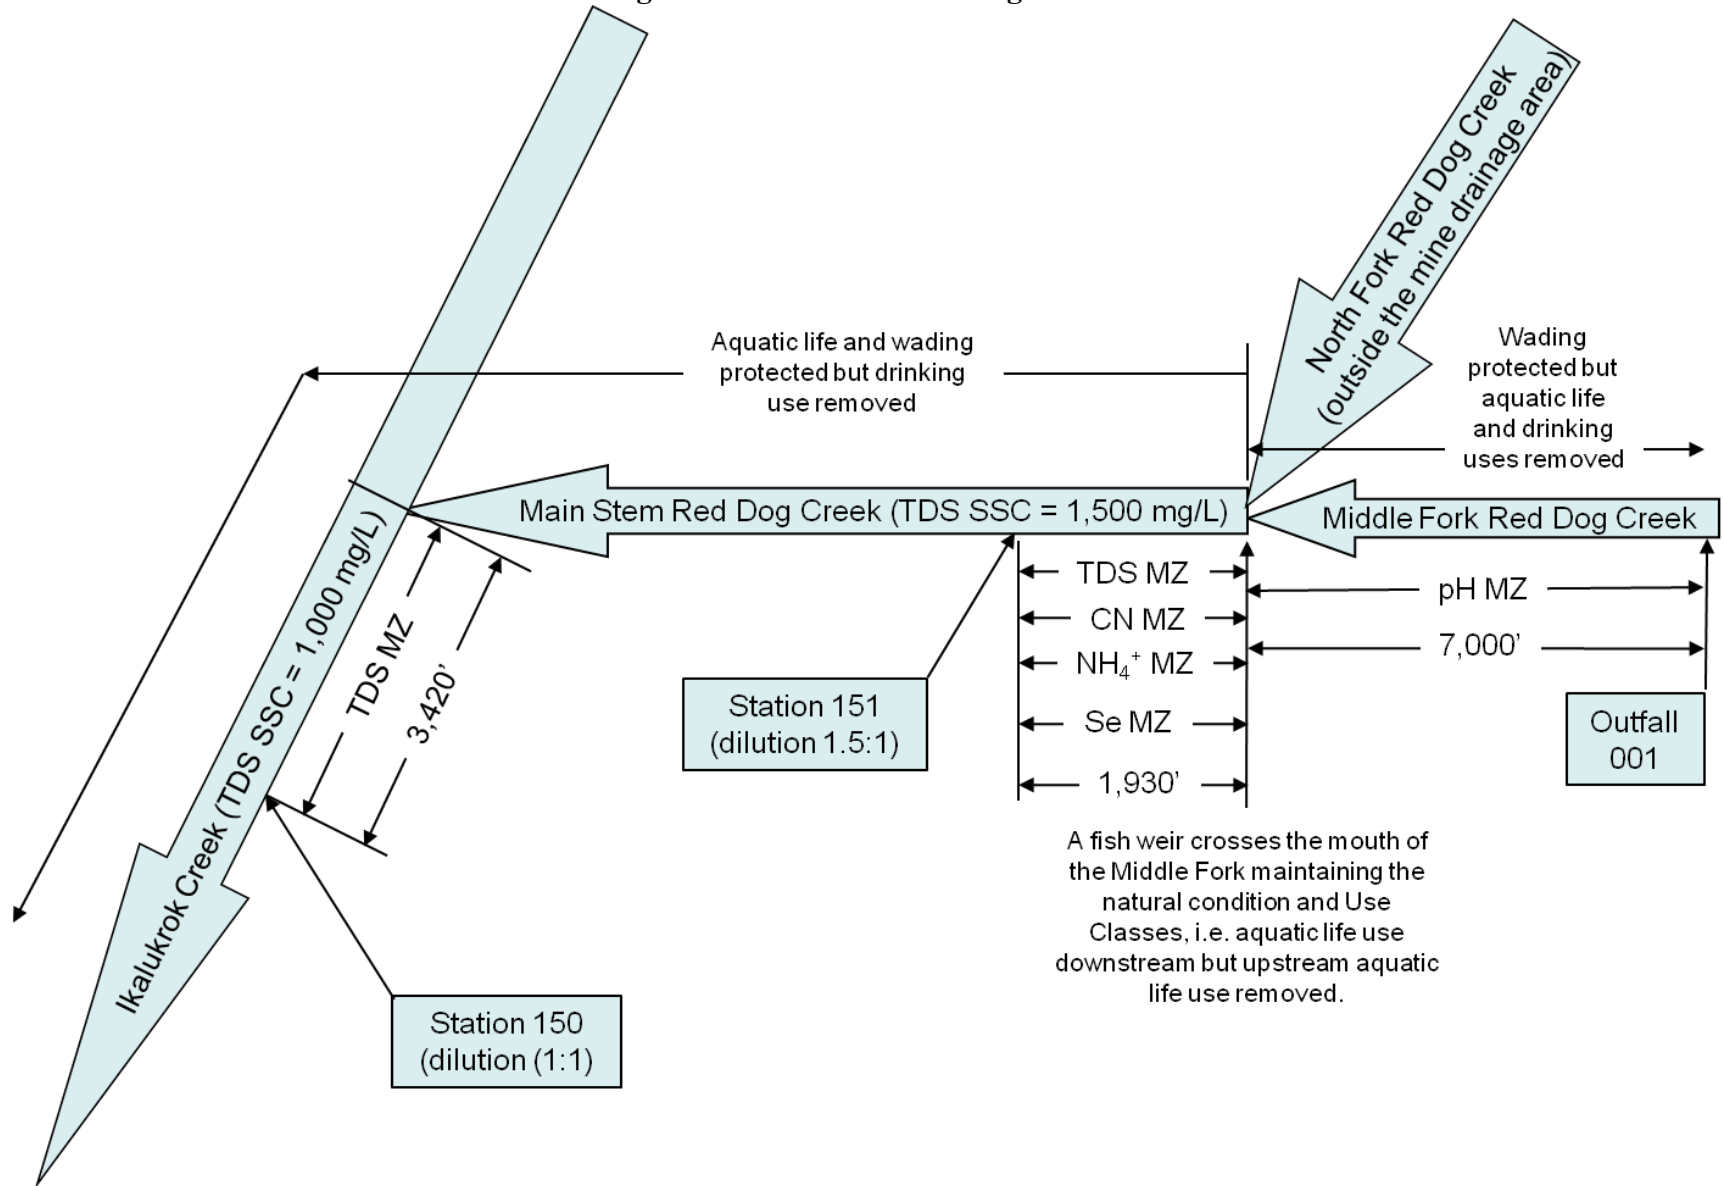 North Fork Red Dog Creek
(outside the mine drainage area)
Aquatic life and wading
protected but drinking
use removed
Wading
protected but
aquatic life
and drinking
uses removed
Main Stem Red Dog Creek (TDS SSC = 1,500 mg/L)
Middle Fork Red Dog Creek
Ikalukrok Creek (TDS SSC = 1,000 mg/L)
TDS MZ
3,420’
TDS MZ
CN MZ
NH₄⁺ MZ
Se MZ
1,930’
pH MZ
7,000’
Station 151
(dilution 1.5:1)
Outfall
001
A fish weir crosses the mouth of
the Middle Fork maintaining the
natural condition and Use
Classes, i.e. aquatic life use
downstream but upstream aquatic
life use removed.
Station 150
(dilution (1:1)